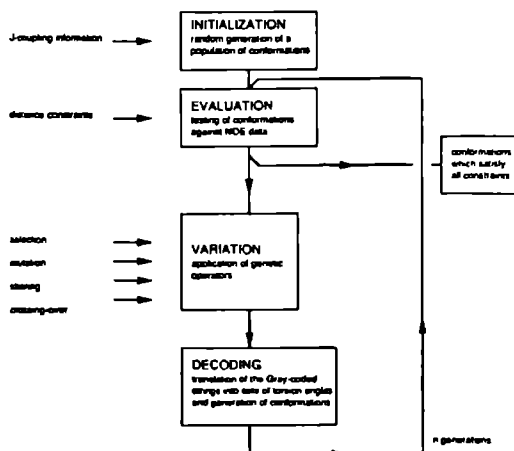 INITIALIZATION
random generation of a
population of conformations
J-coupling information
EVALUATION
testing of conformations
against NOE data
distance constraints
conformations
which satisfy
all constraints
VARIATION
application of genetic
operators
selection
mutation
sharing
crossing-over
DECODING
translation of the Gray-coded
strings into sets of torsion angles
and generation of conformations
n generations